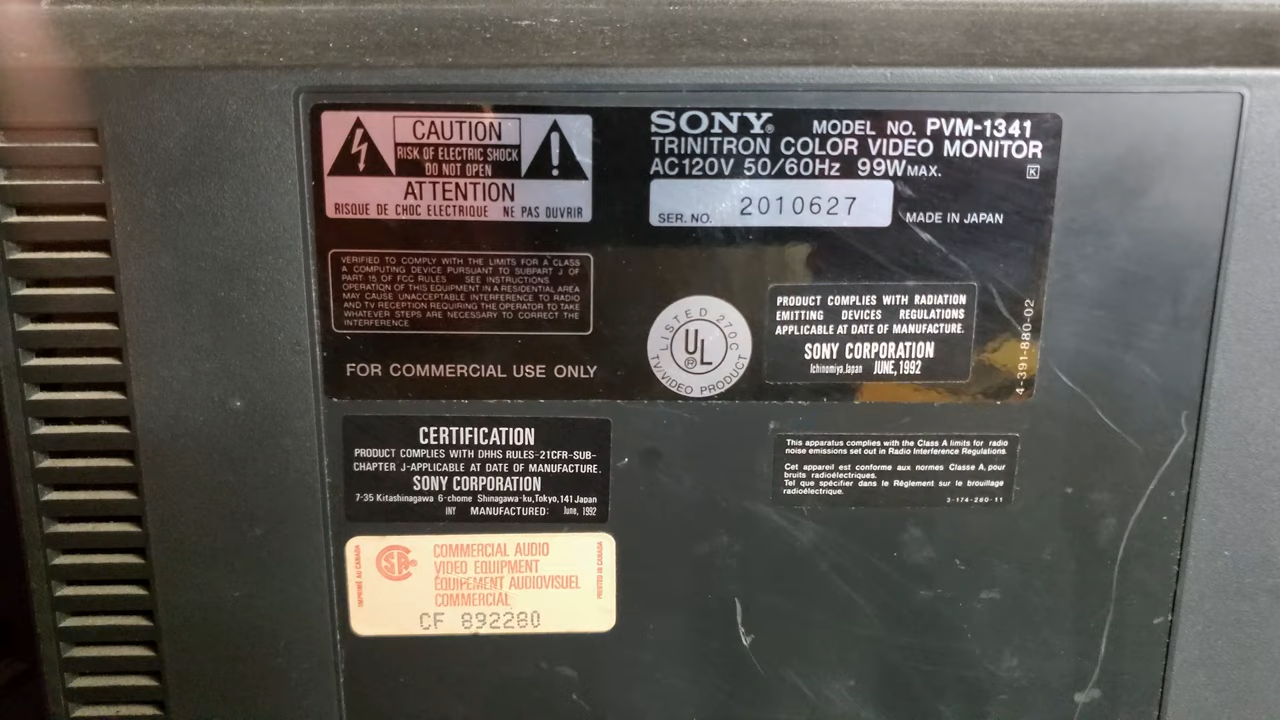 CAUTION
RISK OF ELECTRIC SHOCK
DO NOT OPEN
ATTENTION
RISQUE DE CHOC ELECTRIQUE NE PAS OUVRIR
SONY® MODEL NO. PVM-1341
TRINITRON COLOR VIDEO MONITOR
AC120V 50/60Hz 99W MAX.
K
SER. NO. 2010627
MADE IN JAPAN
VERIFIED TO COMPLY WITH THE LIMITS FOR A CLASS
A COMPUTING DEVICE PURSUANT TO SUBPART J OF
PART 15 OF FCC RULES SEE INSTRUCTIONS
OPERATION OF THIS EQUIPMENT IN A RESIDENTIAL AREA
MAY CAUSE UNACCEPTABLE INTERFERENCE TO RADIO
AND TV RECEPTION REQUIRING THE OPERATOR TO TAKE
WHATEVER STEPS ARE NECESSARY TO CORRECT THE
INTERFERENCE
FOR COMMERCIAL USE ONLY
LISTED 270C
UL®
TV/VIDEO PRODUCT
PRODUCT COMPLIES WITH RADIATION
EMITTING DEVICES REGULATIONS
APPLICABLE AT DATE OF MANUFACTURE.
SONY CORPORATION
Ichinomiya,Japan JUNE,1992
4-391-880-02
CERTIFICATION
PRODUCT COMPLIES WITH DHHS RULES-21CFR-SUB-
CHAPTER J-APPLICABLE AT DATE OF MANUFACTURE.
SONY CORPORATION
7-35 Kitashinagawa 6-chome Shinagawa-ku,Tokyo,141 Japan
INY MANUFACTURED: June, 1992
This apparatus complies with the Class A limits for radio
noise emissions set out in Radio Interference Regulations.
Cet appareil est conforme aux normes Classe A, pour
bruits radioélectriques.
Tel que spécifier dans le Règlement sur le brouillage
radioélectrique.
3-174-280-11
IMPRIMÉ AU CANADA
SA
COMMERCIAL AUDIO
VIDEO EQUIPMENT
ÉQUIPEMENT AUDIOVISUEL
COMMERCIAL
CF 892280
PRINTED IN CANADA